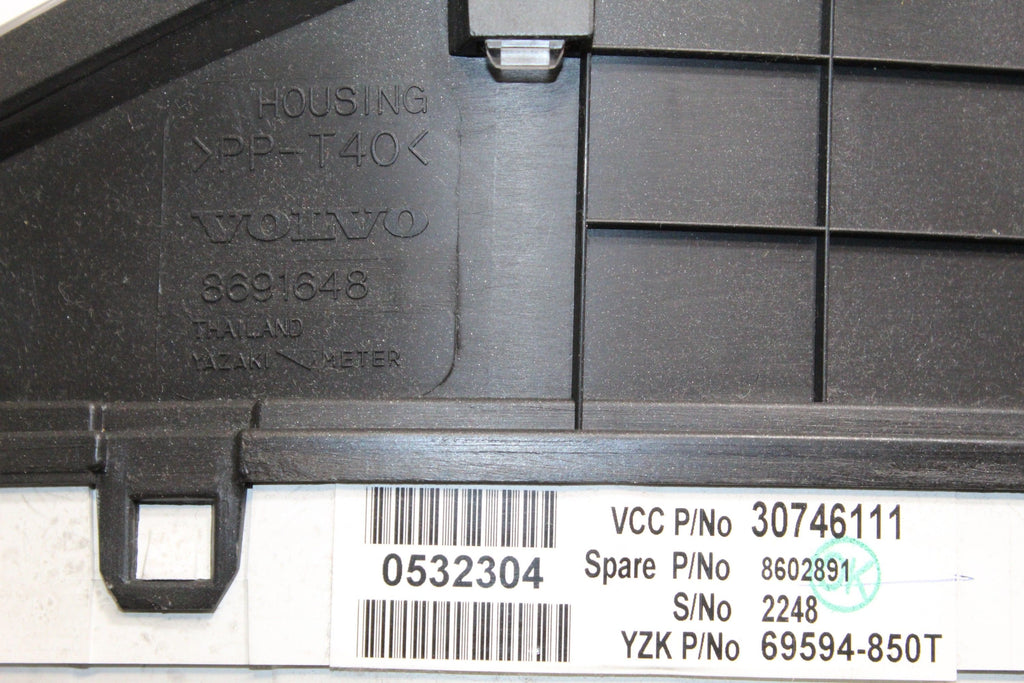 HOUSING
>PP-T40<
VOLVO
8691648
THAILAND
YAZAKI METER
0532304
VCC P/No 30746111
Spare P/No 8602891
S/No 2248
YZK P/No 69594-850T
OK